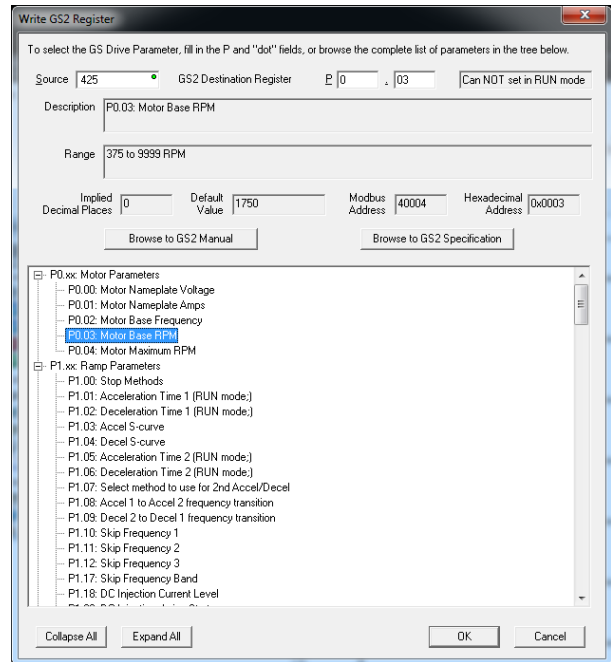 Write GS2 Register
To select the GS Drive Parameter, fill in the P and "dot" fields, or browse the complete list of parameters in the tree below.
Source 425 GS2 Destination Register P 0 . 03 Can NOT set in RUN mode
Description P0.03: Motor Base RPM
Range 375 to 9999 RPM
Implied Decimal Places 0 Default Value 1750 Modbus Address 40004 Hexadecimal Address 0x0003
Browse to GS2 Manual Browse to GS2 Specification
P0.xx: Motor Parameters
P0.00: Motor Nameplate Voltage
P0.01: Motor Nameplate Amps
P0.02: Motor Base Frequency
P0.03: Motor Base RPM
P0.04: Motor Maximum RPM
P1.xx: Ramp Parameters
P1.00: Stop Methods
P1.01: Acceleration Time 1 (RUN mode;)
P1.02: Deceleration Time 1 (RUN mode;)
P1.03: Accel S-curve
P1.04: Decel S-curve
P1.05: Acceleration Time 2 (RUN mode;)
P1.06: Deceleration Time 2 (RUN mode;)
P1.07: Select method to use for 2nd Accel/Decel
P1.08: Accel 1 to Accel 2 frequency transition
P1.09: Decel 2 to Decel 1 frequency transition
P1.10: Skip Frequency 1
P1.11: Skip Frequency 2
P1.12: Skip Frequency 3
P1.17: Skip Frequency Band
P1.18: DC Injection Current Level
Collapse All Expand All OK Cancel